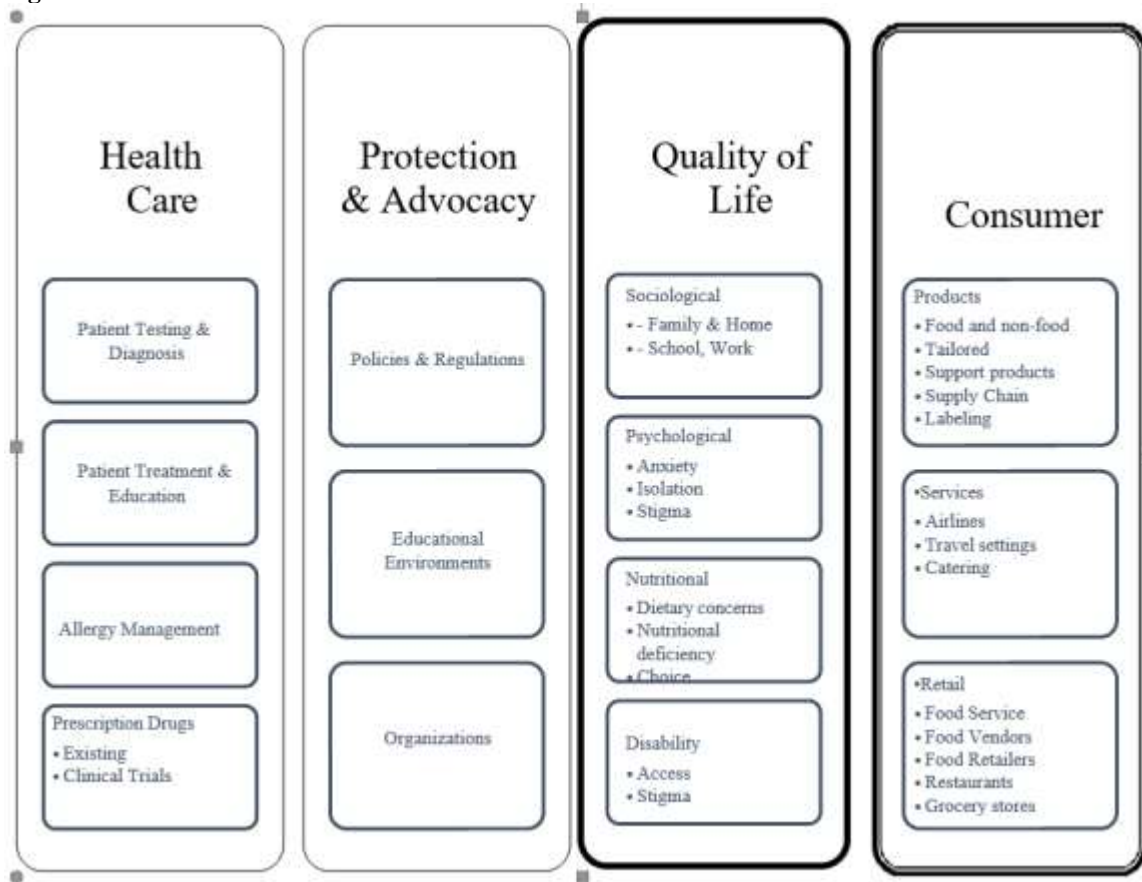 Health
Care
Patient Testing &
Diagnosis
Patient Treatment &
Education
Allergy Management
Prescription Drugs
• Existing
• Clinical Trials
Protection
& Advocacy
Policies & Regulations
Educational
Environments
Organizations
Quality of
Life
Sociological
• - Family & Home
• - School, Work
Psychological
• Anxiety
• Isolation
• Stigma
Nutritional
• Dietary concerns
• Nutritional
deficiency
• Choice
Disability
• Access
• Stigma
Consumer
Products
• Food and non-food
• Tailored
• Support products
• Supply Chain
• Labeling
•Services
• Airlines
• Travel settings
• Catering
•Retail
• Food Service
• Food Vendors
• Food Retailers
• Restaurants
• Grocery stores